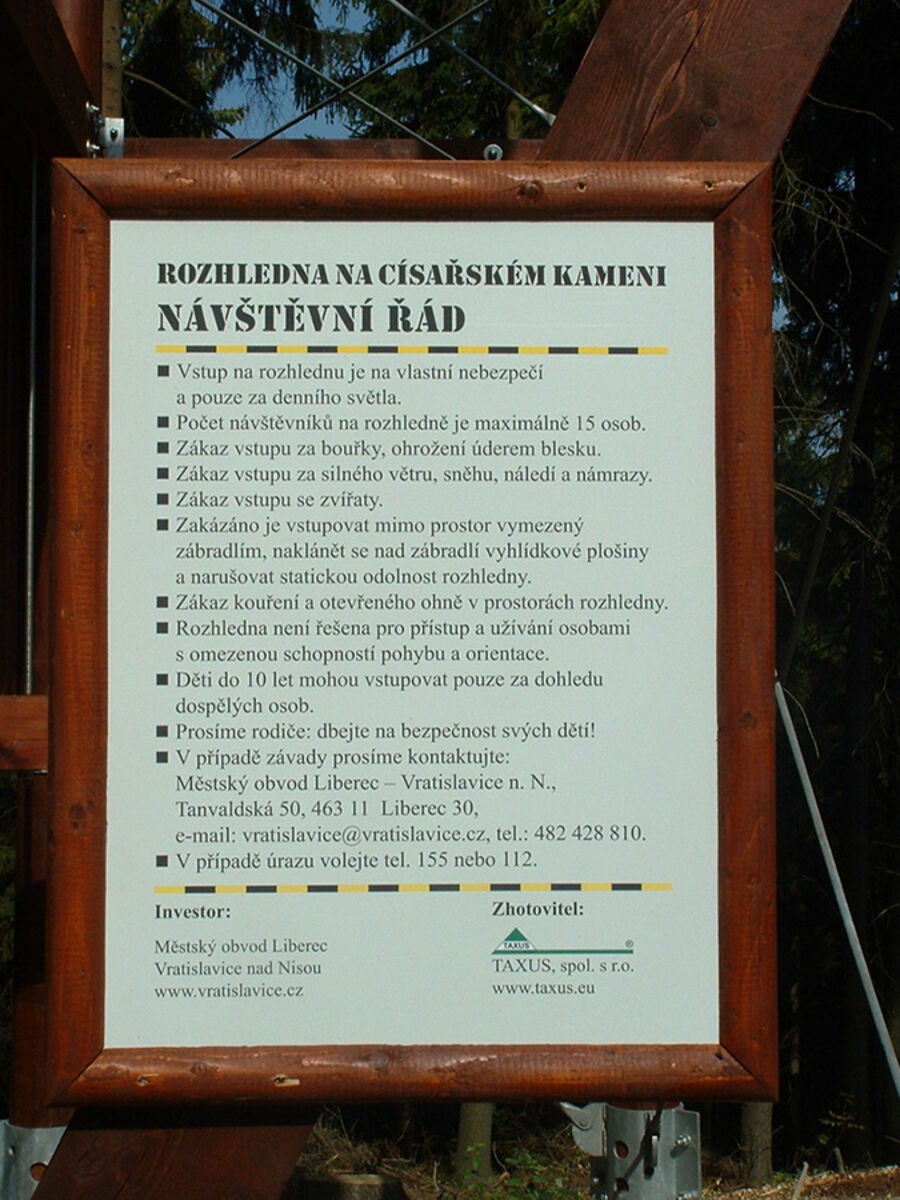 ROZHLEDNA NA CÍSAŘSKÉM KAMENI
NÁVŠTĚVNÍ ŘÁD
■ Vstup na rozhlednu je na vlastní nebezpečí
a pouze za denního světla.
■ Počet návštěvníků na rozhledně je maximálně 15 osob.
■ Zákaz vstupu za bouřky, ohrožení úderem blesku.
■ Zákaz vstupu za silného větru, sněhu, náledí a námrazy.
■ Zákaz vstupu se zvířaty.
■ Zakázáno je vstupovat mimo prostor vymezený
zábradlím, naklánět se nad zábradlí vyhlídkové plošiny
a narušovat statickou odolnost rozhledny.
■ Zákaz kouření a otevřeného ohně v prostorách rozhledny.
■ Rozhledna není řešena pro přístup a užívání osobami
s omezenou schopností pohybu a orientace.
■ Děti do 10 let mohou vstupovat pouze za dohledu
dospělých osob.
■ Prosíme rodiče: dbejte na bezpečnost svých dětí!
■ V případě závady prosíme kontaktujte:
Městský obvod Liberec – Vratislavice n. N.,
Tanvaldská 50, 463 11 Liberec 30,
e-mail: vratislavice@vratislavice.cz, tel.: 482 428 810.
■ V případě úrazu volejte tel. 155 nebo 112.
Investor:
Městský obvod Liberec
Vratislavice nad Nisou
www.vratislavice.cz
Zhotovitel:
TAXUS ®
TAXUS, spol. s r.o.
www.taxus.eu